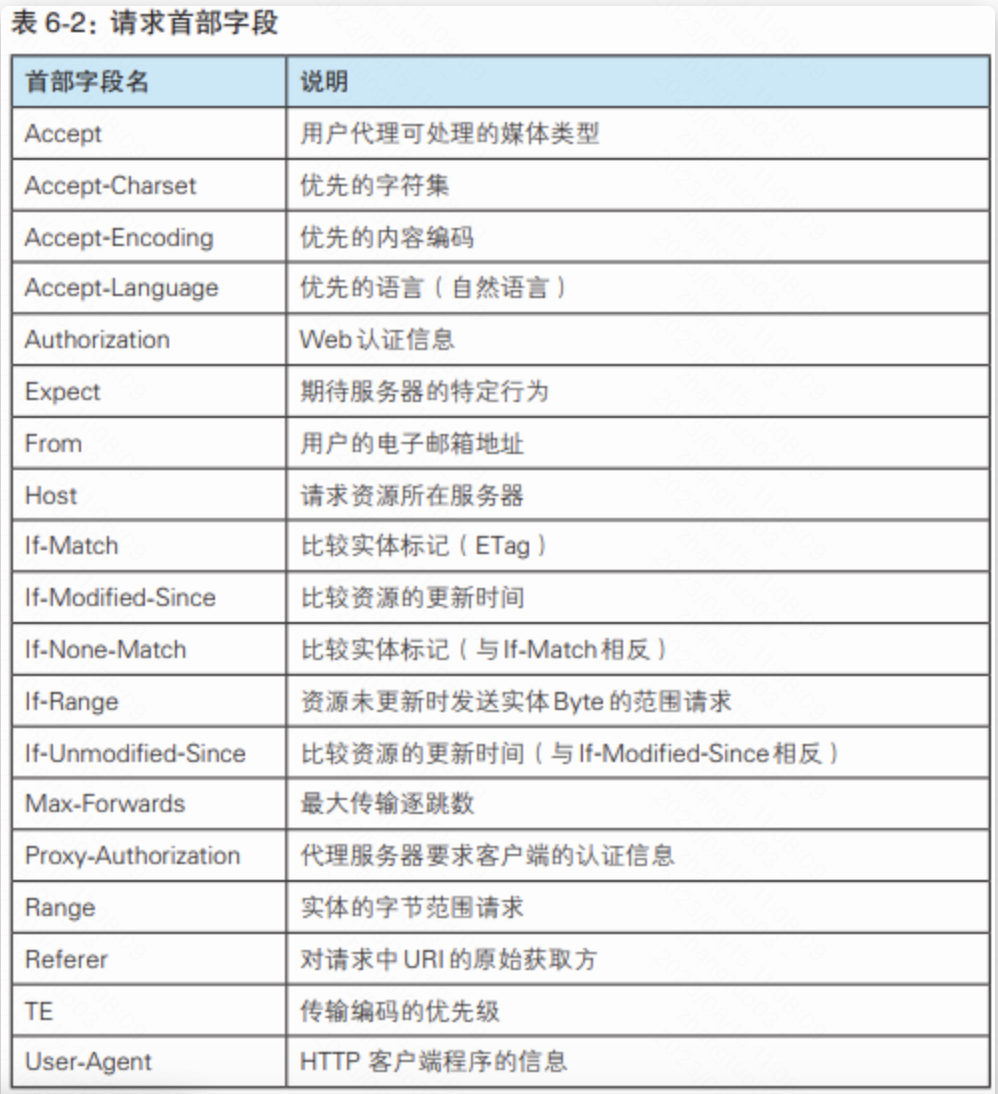 表 6-2：请求首部字段
首部字段名 说明
Accept 用户代理可处理的媒体类型
Accept-Charset 优先的字符集
Accept-Encoding 优先的内容编码
Accept-Language 优先的语言（自然语言）
Authorization Web认证信息
Expect 期待服务器的特定行为
From 用户的电子邮箱地址
Host 请求资源所在服务器
If-Match 比较实体标记（ETag）
If-Modified-Since 比较资源的更新时间
If-None-Match 比较实体标记（与If-Match相反）
If-Range 资源未更新时发送实体Byte的范围请求
If-Unmodified-Since 比较资源的更新时间（与If-Modified-Since相反）
Max-Forwards 最大传输逐跳数
Proxy-Authorization 代理服务器要求客户端的认证信息
Range 实体的字节范围请求
Referer 对请求中URI的原始获取方
TE 传输编码的优先级
User-Agent HTTP 客户端程序的信息